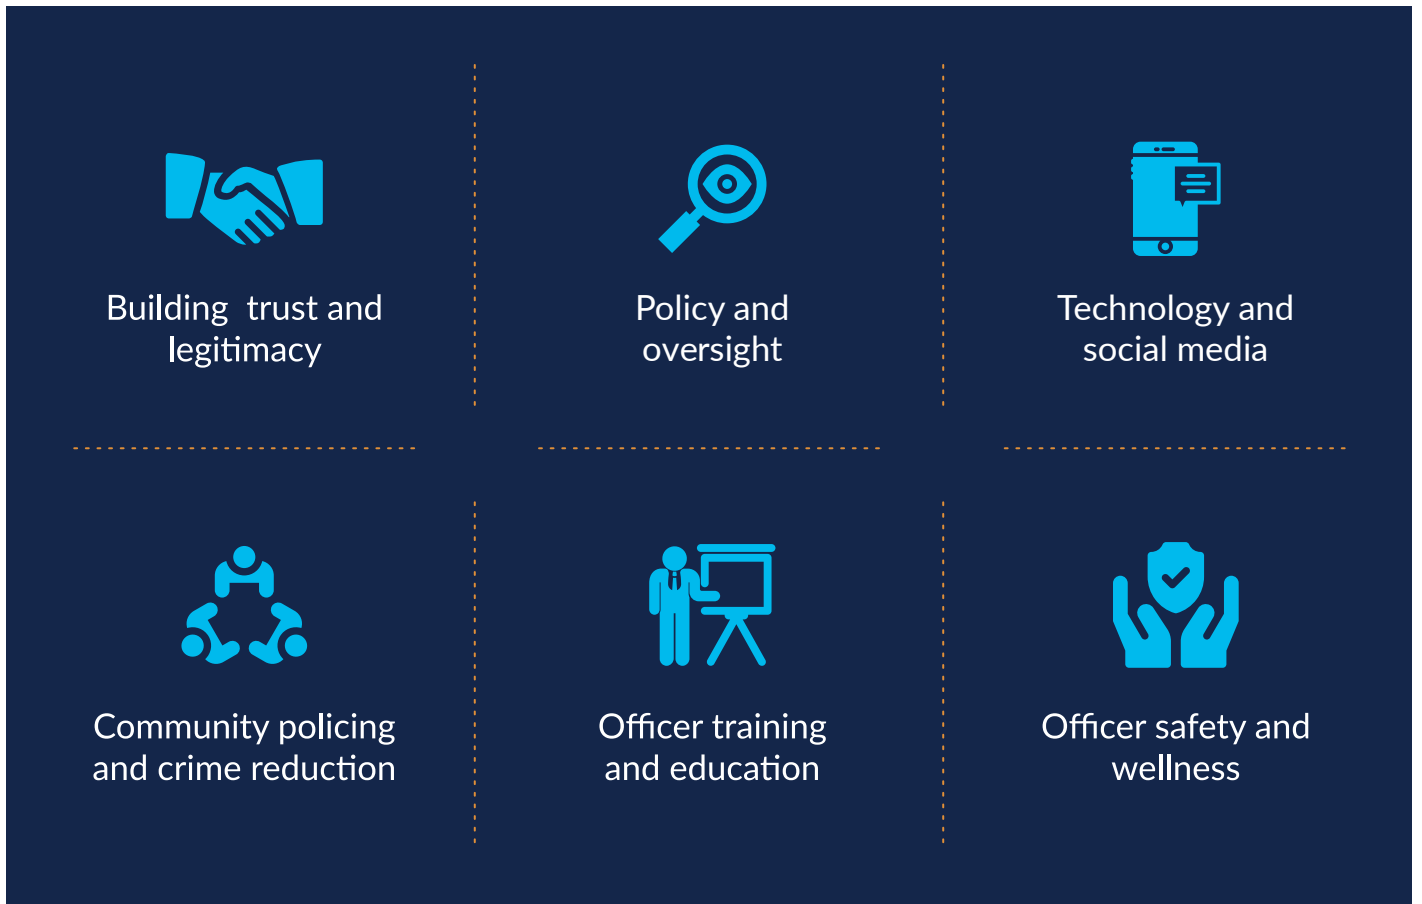 Building  trust and
legitimacy
Policy and
oversight
Technology and
social media
Community policing
and crime reduction
Officer training
and education
Officer safety and
wellness